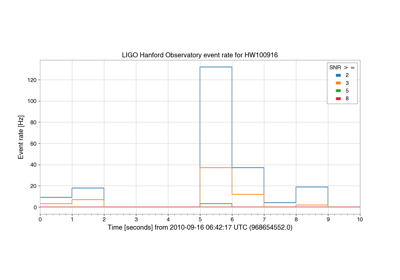 LIGO Hanford Observatory event rate for HW100916
SNR > =
2
3
5
8
Event rate [Hz]
120
100
80
60
40
20
0
0 1 2 3 4 5 6 7 8 9 10
Time [seconds] from 2010-09-16 06:42:17 UTC (968654552.0)